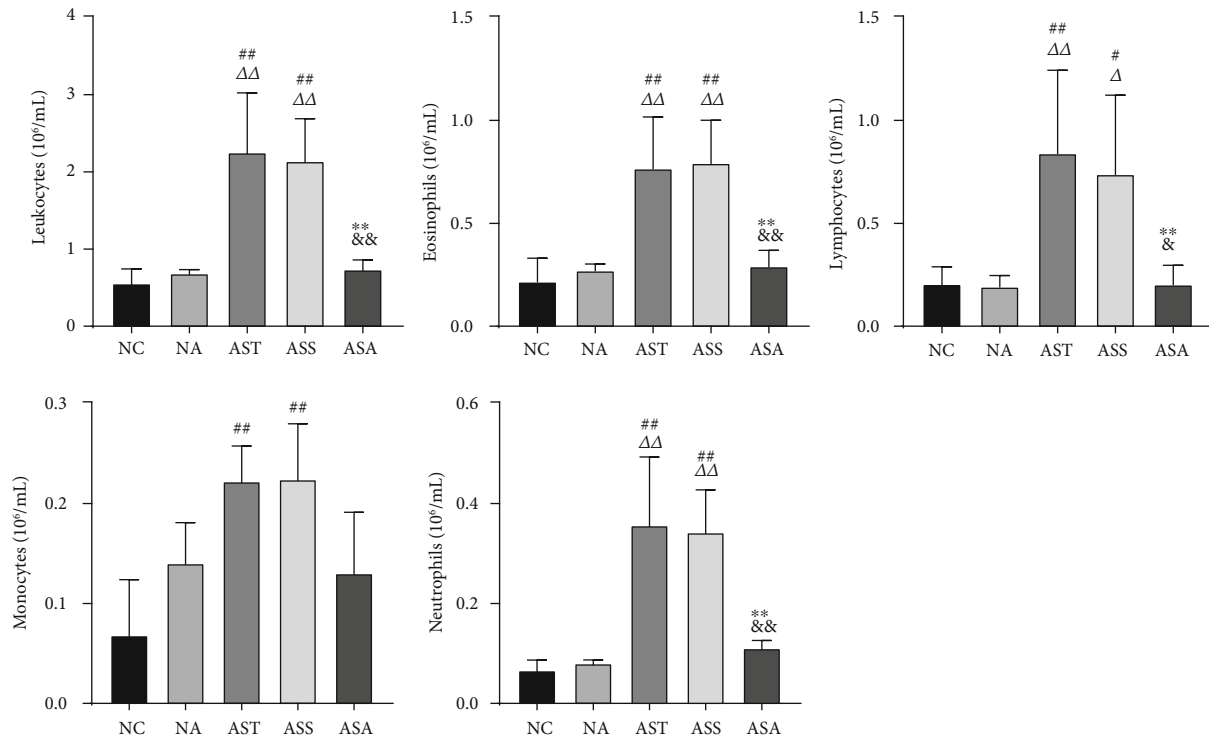 Leukocytes (10⁶/mL)
4
3
2
1
0
##
ΔΔ
##
ΔΔ
**
&&
NC NA AST ASS ASA
Eosinophils (10⁶/mL)
1.5
1.0
0.5
0.0
##
ΔΔ
##
ΔΔ
**
&&
NC NA AST ASS ASA
Lymphocytes (10⁶/mL)
1.5
1.0
0.5
0.0
##
ΔΔ
#
Δ
**
&
NC NA AST ASS ASA
Monocytes (10⁶/mL)
0.3
0.2
0.1
0.0
##
##
NC NA AST ASS ASA
Neutrophils (10⁶/mL)
0.6
0.4
0.2
0.0
##
ΔΔ
##
ΔΔ
**
&&
NC NA AST ASS ASA